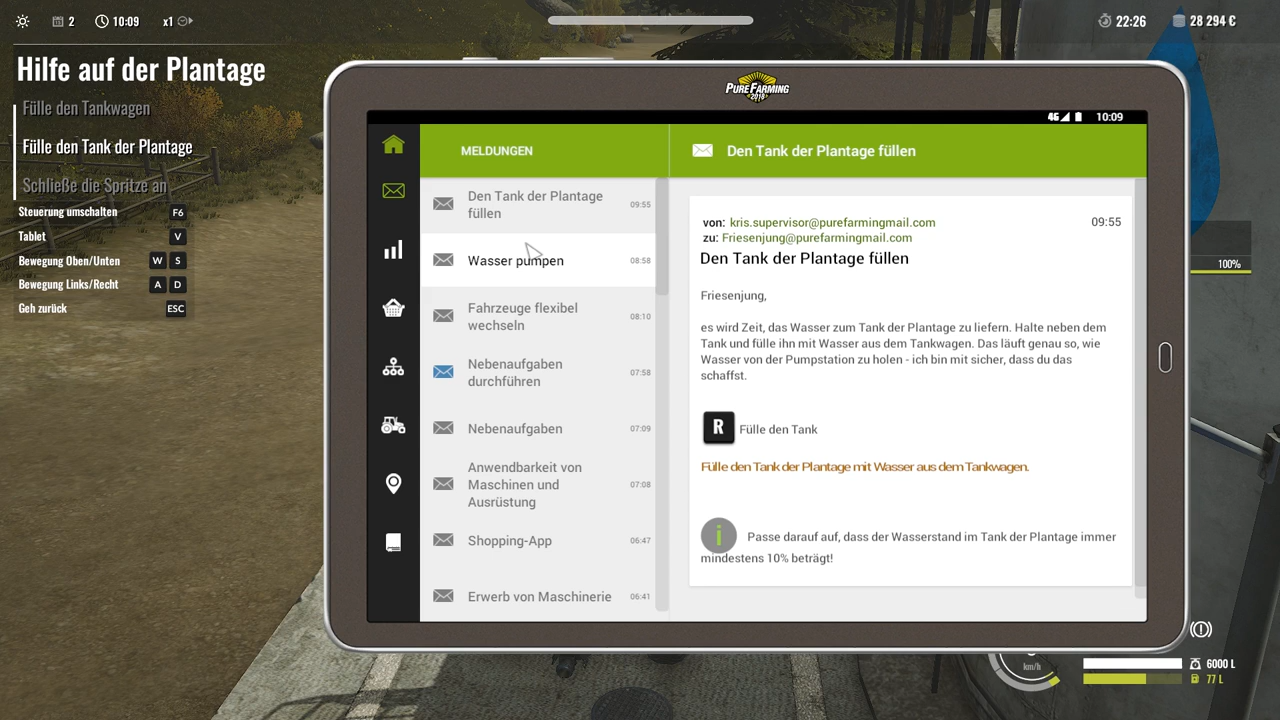 2
10:09
x1
22:26
28 294 €
Hilfe auf der Plantage
Fülle den Tankwagen
Fülle den Tank der Plantage
Schließe die Spritze an
Steuerung umschalten F6
Tablet V
Bewegung Oben/Unten W S
Bewegung Links/Recht A D
Geh zurück ESC
PURE FARMING
2018
4G 10:09
MELDUNGEN
Den Tank der Plantage
füllen
09:55
Wasser pumpen 08:58
Fahrzeuge flexibel
wechseln
08:10
Nebenaufgaben
durchführen
07:58
Nebenaufgaben 07:09
Anwendbarkeit von
Maschinen und
Ausrüstung
07:08
Shopping-App 06:47
Erwerb von Maschinerie 06:41
Den Tank der Plantage füllen
von: kris.supervisor@purefarmingmail.com 09:55
zu: Friesenjung@purefarmingmail.com
Den Tank der Plantage füllen
Friesenjung,
es wird Zeit, das Wasser zum Tank der Plantage zu liefern. Halte neben dem
Tank und fülle ihn mit Wasser aus dem Tankwagen. Das läuft genau so, wie
Wasser von der Pumpstation zu holen - ich bin mit sicher, dass du das
schaffst.
R Fülle den Tank
Fülle den Tank der Plantage mit Wasser aus dem Tankwagen.
i Passe darauf auf, dass der Wasserstand im Tank der Plantage immer
mindestens 10% beträgt!
100%
km/h
6000 L
77 L